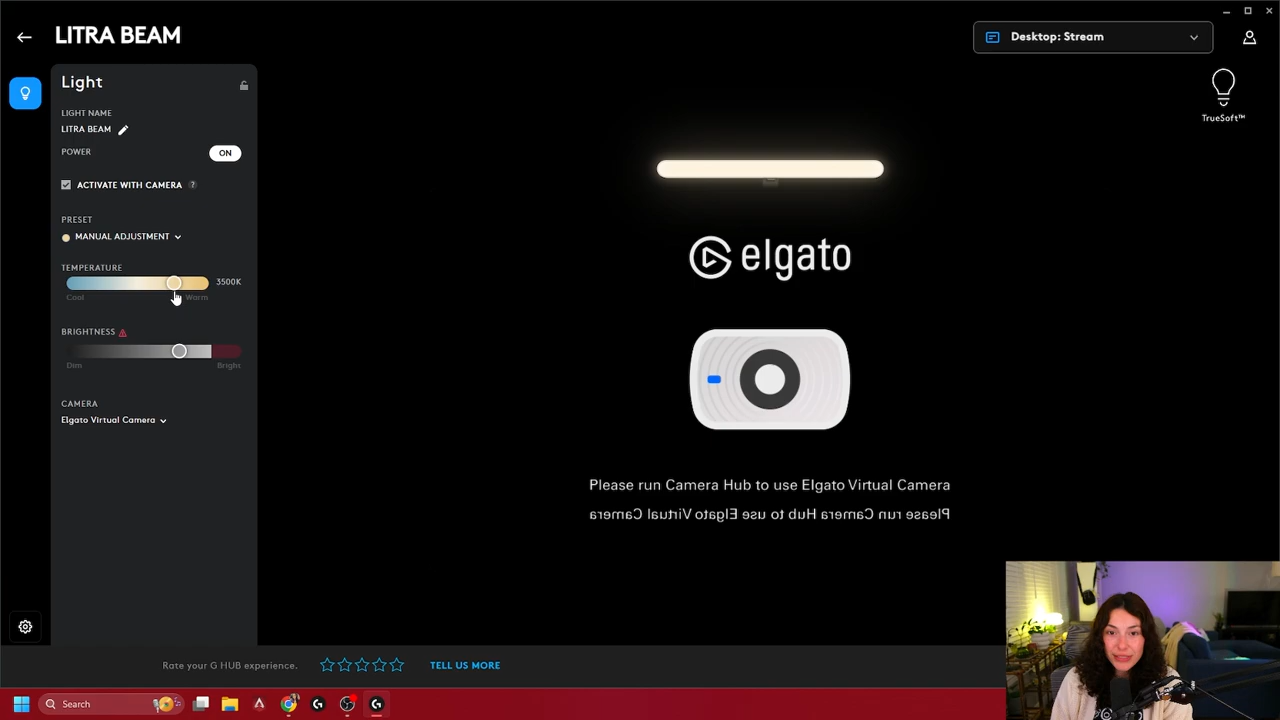 LITRA BEAM
Desktop: Stream
Light
TrueSoft™
LIGHT NAME
LITRA BEAM
POWER
ON
ACTIVATE WITH CAMERA ?
PRESET
MANUAL ADJUSTMENT
TEMPERATURE
3500K
Cool
Warm
BRIGHTNESS
Dim
Bright
CAMERA
Elgato Virtual Camera
elgato
Please run Camera Hub to use Elgato Virtual Camera
Please run Camera Hub to use Elgato Virtual Camera
Rate your G HUB experience.
TELL US MORE
Search